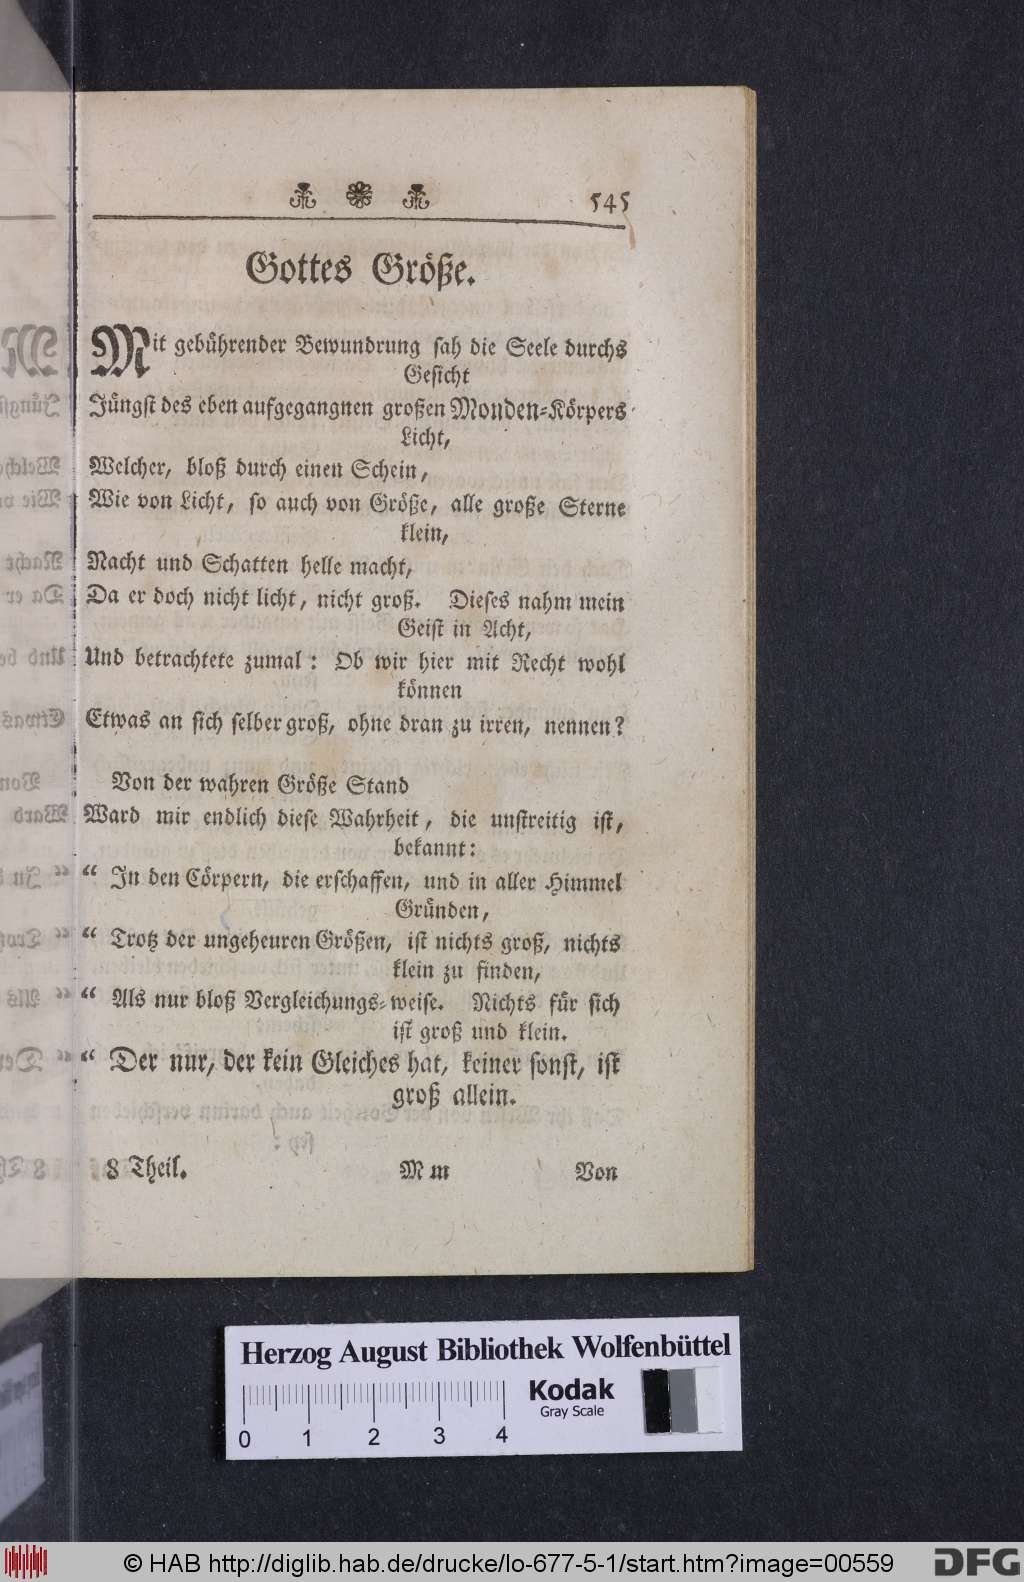 545
Gottes Größe.
Mit gebührender Bewundrung sah die Seele durchs
Gesicht
Jüngst des eben aufgegangnen großen Monden-Körpers
Licht,
Welcher, bloß durch einen Schein,
Wie von Licht, so auch von Größe, alle große Sterne
klein,
Nacht und Schatten helle macht,
Da er doch nicht licht, nicht groß. Dieses nahm mein
Geist in Acht,
Und betrachtete zumal: Ob wir hier mit Recht wohl
können
Etwas an sich selber groß, ohne dran zu irren, nennen?
Von der wahren Größe Stand
Ward mir endlich diese Wahrheit, die unstreitig ist,
bekannt:
“ In den Cörpern, die erschaffen, und in aller Himmel
Gründen,
“ Trotz der ungeheuren Größen, ist nichts groß, nichts
klein zu finden,
“ Als nur bloß Vergleichungs-weise. Nichts für sich
ist groß und klein.
“ Der nur, der kein Gleiches hat, keiner sonst, ist
groß allein.
8 Theil. M m Von
Herzog August Bibliothek Wolfenbüttel
Kodak
Gray Scale
0 1 2 3 4
© HAB http://diglib.hab.de/drucke/lo-677-5-1/start.htm?image=00559
DFG